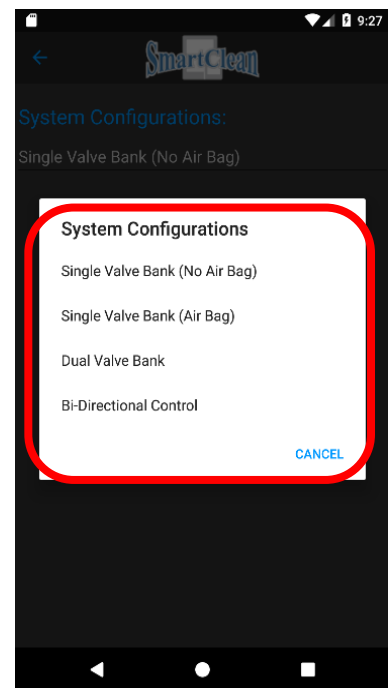 9:27
SmartClean
System Configurations:
Single Valve Bank (No Air Bag)
System Configurations
Single Valve Bank (No Air Bag)
Single Valve Bank (Air Bag)
Dual Valve Bank
Bi-Directional Control
CANCEL